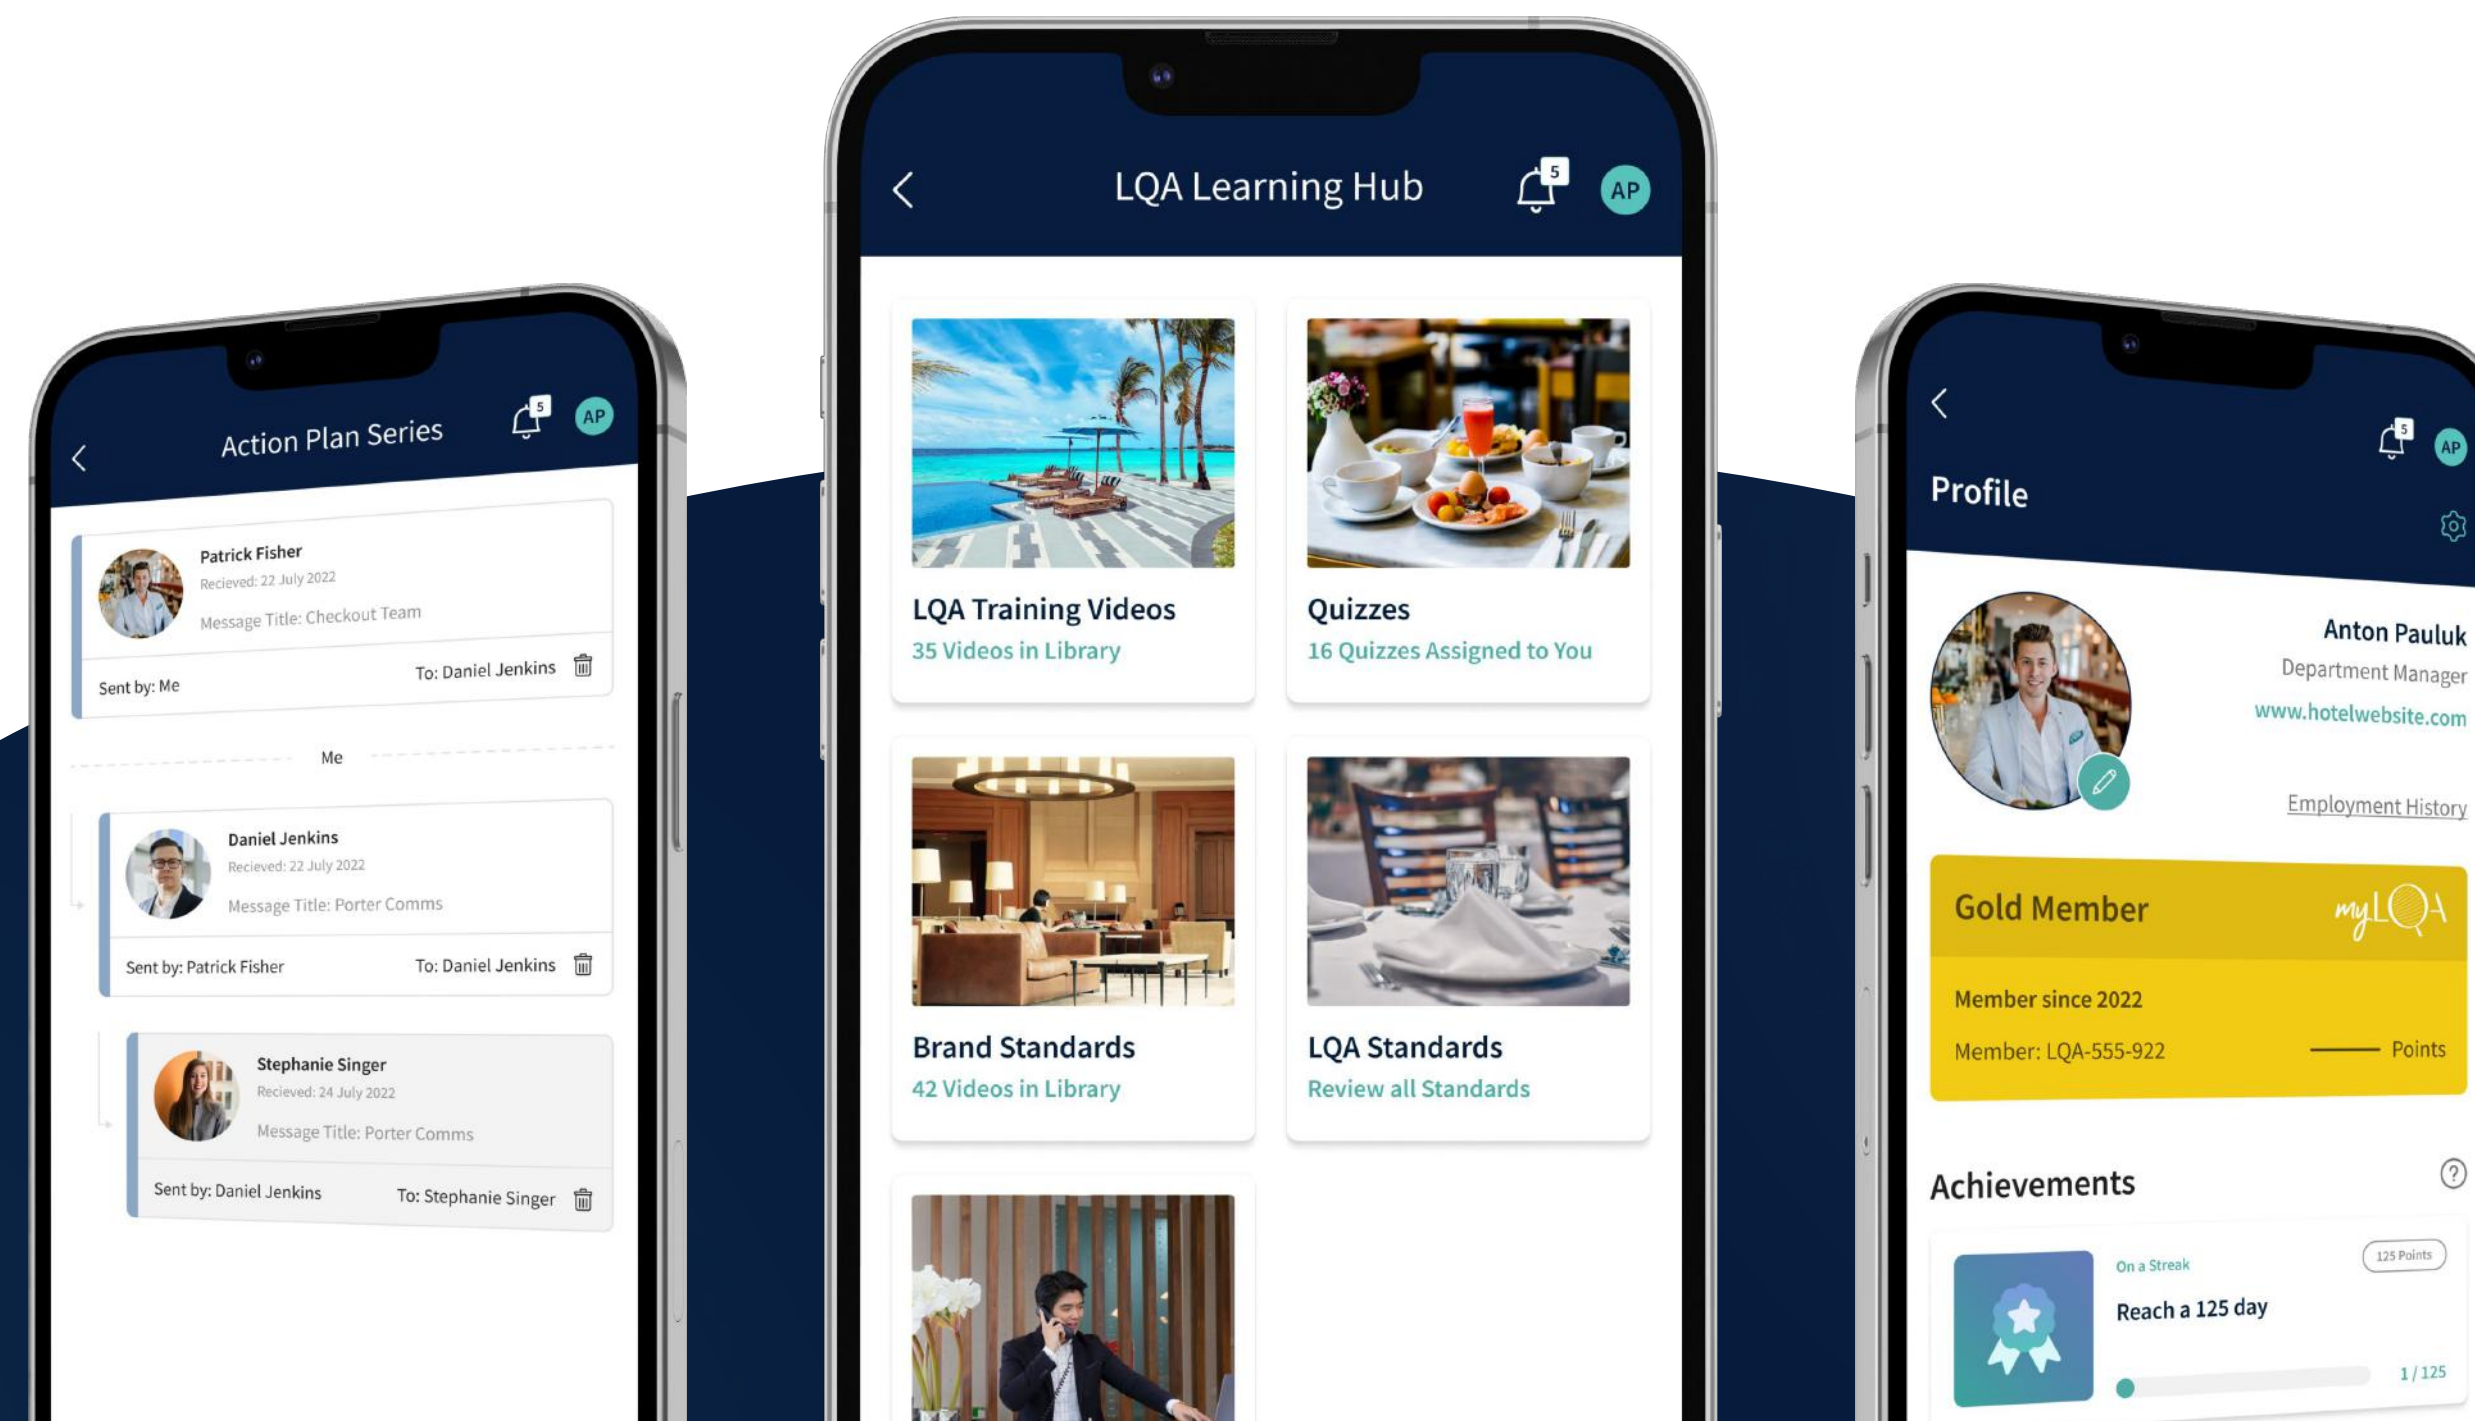 Action Plan Series
5
AP
Patrick Fisher
Recieved: 22 July 2022
Message Title: Checkout Team
Sent by: Me
To: Daniel Jenkins
Me
Daniel Jenkins
Recieved: 22 July 2022
Message Title: Porter Comms
Sent by: Patrick Fisher
To: Daniel Jenkins
Stephanie Singer
Recieved: 24 July 2022
Message Title: Porter Comms
Sent by: Daniel Jenkins
To: Stephanie Singer
LQA Learning Hub
5
AP
LQA Training Videos
35 Videos in Library
Quizzes
16 Quizzes Assigned to You
Brand Standards
42 Videos in Library
LQA Standards
Review all Standards
5
AP
Profile
Anton Pauluk
Department Manager
www.hotelwebsite.com
Employment History
Gold Member
myLQA
Member since 2022
Member: LQA-555-922
Points
Achievements
?
On a Streak
125 Points
Reach a 125 day
1 / 125